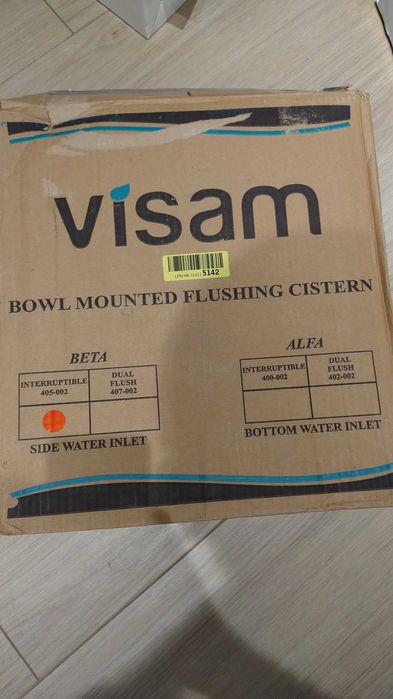 visam
5142
BOWL MOUNTED FLUSHING CISTERN
BETA
INTERRUPTIBLE
405-002
DUAL
FLUSH
407-002
SIDE WATER INLET
ALFA
INTERRUPTIBLE
400-002
DUAL
FLUSH
402-002
BOTTOM WATER INLET